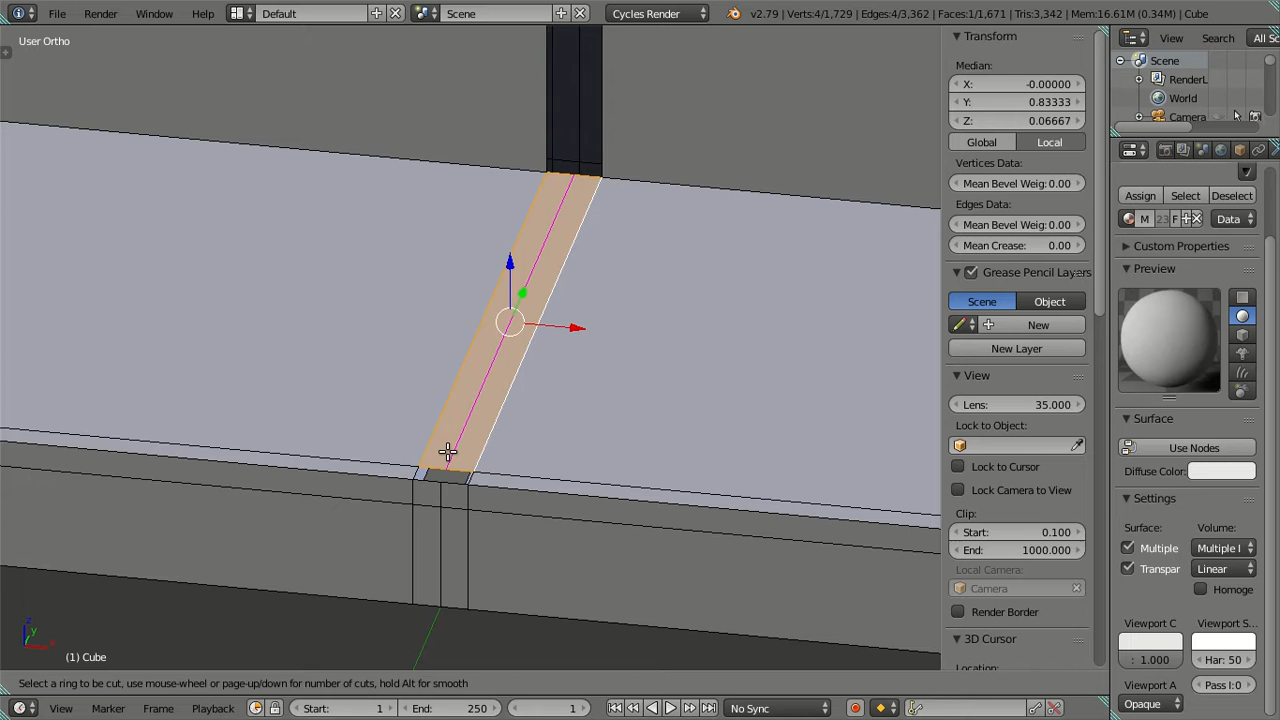 File Render Window Help Default Scene Cycles Render v2.79 | Verts:4/1,729 | Edges:4/3,362 | Faces:1/1,671 | Tris:3,342 | Mem:16.61M (0.34M) | Cube
User Ortho
Transform
Median:
X: -0.00000
Y: 0.83333
Z: 0.06667
Global Local
Vertices Data:
Mean Bevel Weig: 0.00
Edges Data:
Mean Bevel Weig: 0.00
Mean Crease: 0.00
Grease Pencil Layers
Scene Object
New
New Layer
View
Lens: 35.000
Lock to Object:
Lock to Cursor
Lock Camera to View
Clip:
Start: 0.100
End: 1000.000
Local Camera:
Camera
Render Border
3D Cursor
Location:
View Search All Sc
Scene
RenderL
World
Camera
Assign Select Deselect
M 23 F Data
Custom Properties
Preview
Surface
Use Nodes
Diffuse Color:
Settings
Surface: Volume:
Multiple Multiple I
Transpar Linear
Homoge
Viewport C Viewport S...
: 1.000 Har: 50
Viewport A Pass I: 0
Opaque
z
y
x
(1) Cube
Select a ring to be cut, use mouse-wheel or page-up/down for number of cuts, hold Alt for smooth
View Marker Frame Playback Start: 1 End: 250 1 No Sync